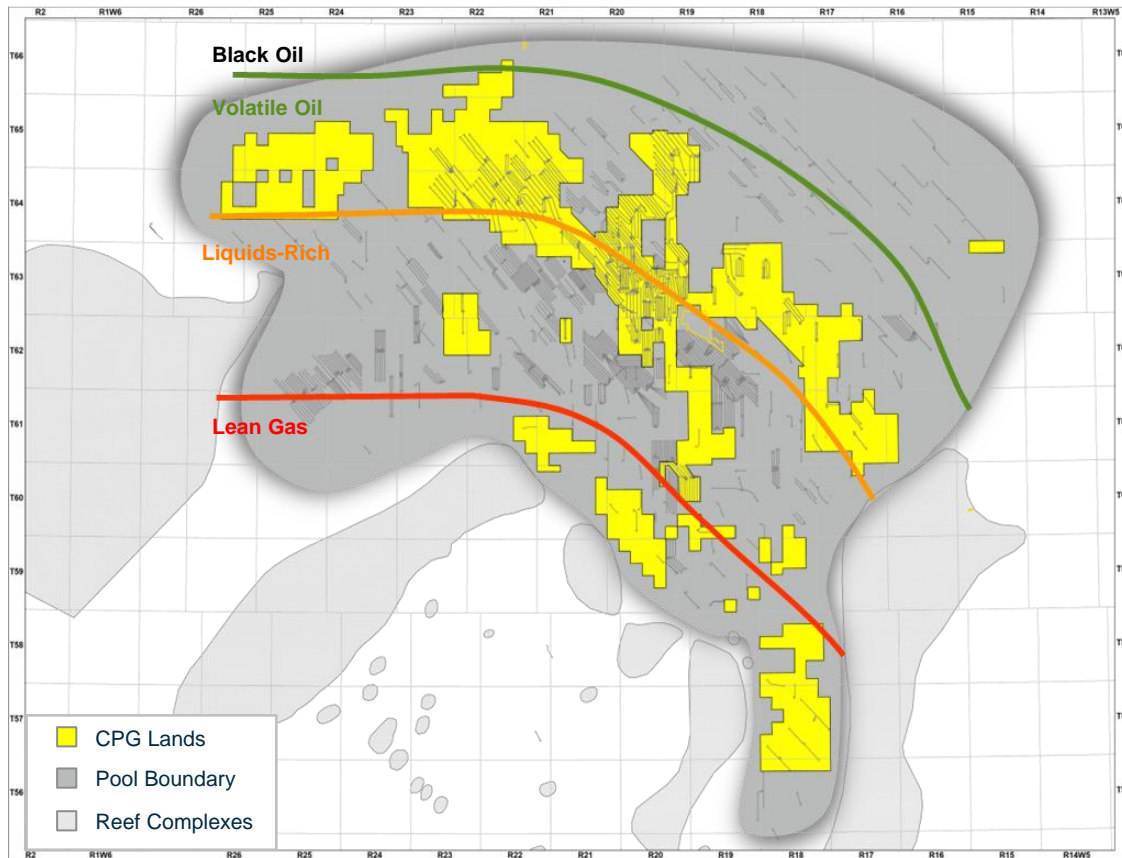 R2 R1W6 R26 R25 R24 R23 R22 R21 R20 R19 R18 R17 R16 R15 R14 R13W5
T66
Black Oil
Volatile Oil
T65
T64
Liquids-Rich
T63
T62
Lean Gas
T61
T60
T59
T58
T57
CPG Lands
Pool Boundary
T56
Reef Complexes
R2 R1W6 R26 R25 R24 R23 R22 R21 R20 R19 R18 R17 R16 R15 R14W5